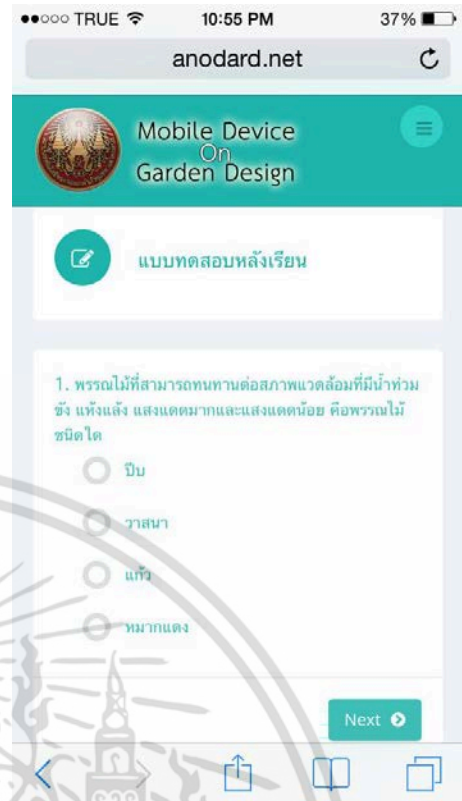 TRUE 10:55 PM 37%
anodard.net
Mobile Device
On
Garden Design
แบบทดสอบหลังเรียน
1. พรรณไม้ที่สามารถทนทานต่อสภาพแวดล้อมที่มีน้ำท่วม
ขัง แห้งแล้ง แสงแดดมากและแสงแดดน้อย คือพรรณไม้
ชนิดใด
ปีบ
วาสนา
แก้ว
หมากแดง
Next